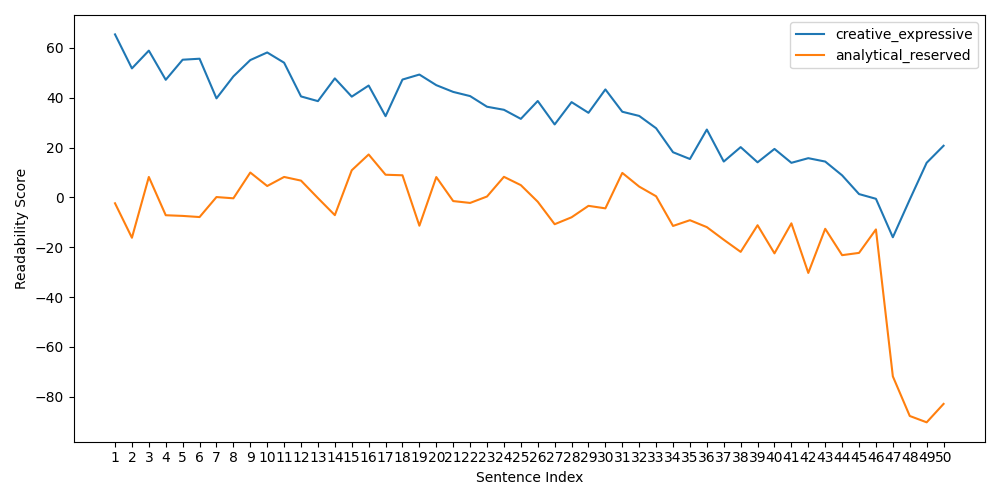 creative_expressive
analytical_reserved
Readability Score
60
40
20
0
−20
−40
−60
−80
1 2 3 4 5 6 7 8 9 10 11 12 13 14 15 16 17 18 19 20 21 22 23 24 25 26 27 28 29 30 31 32 33 34 35 36 37 38 39 40 41 42 43 44 45 46 47 48 49 50
Sentence Index